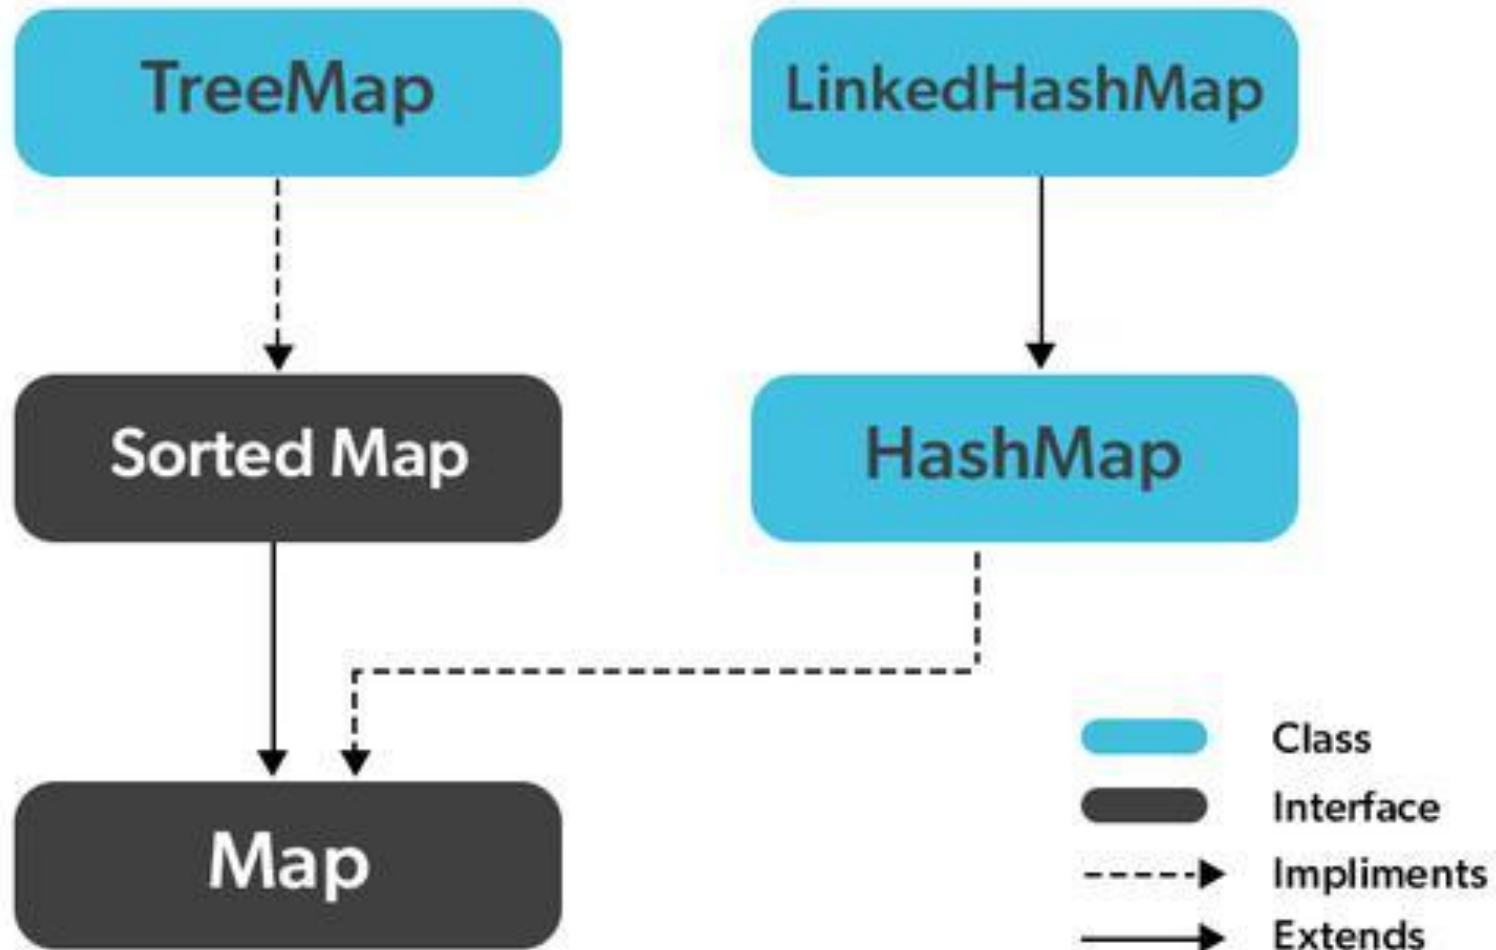 TreeMap
LinkedHashMap
Sorted Map
HashMap
Map
Class
Interface
Impliments
Extends